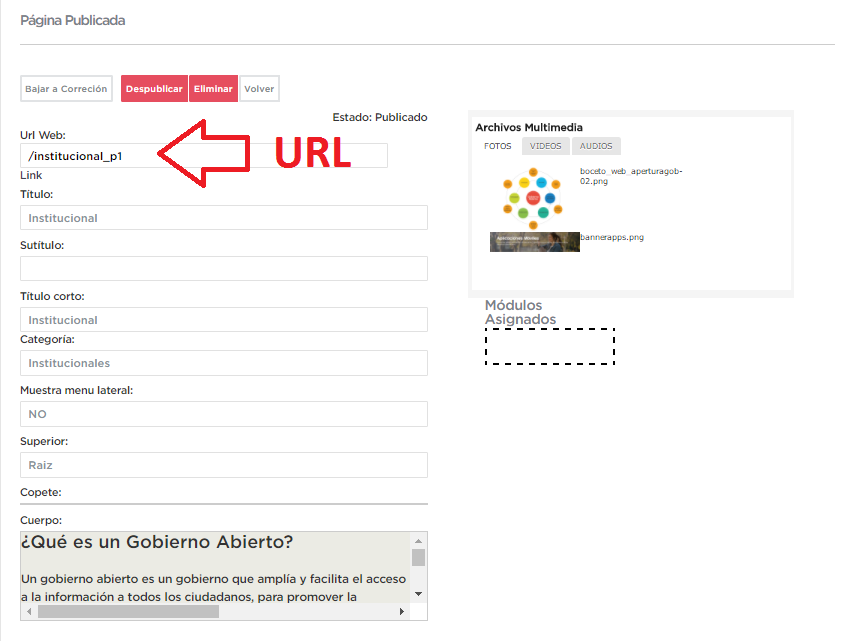 Página Publicada
Bajar a Correción Despublicar Eliminar Volver
Estado: Publicado
Url Web:
/institucional_p1
URL
Link
Título:
Institucional
Sutítulo:
Título corto:
Institucional
Categoría:
Institucionales
Muestra menu lateral:
NO
Superior:
Raiz
Copete:
Cuerpo:
¿Qué es un Gobierno Abierto?
Un gobierno abierto es un gobierno que amplía y facilita el acceso
a la información a todos los ciudadanos, para promover la
Archivos Multimedia
FOTOS VIDEOS AUDIOS
boceto_web_aperturagob-
02.png
bannerapps.png
Módulos
Asignados